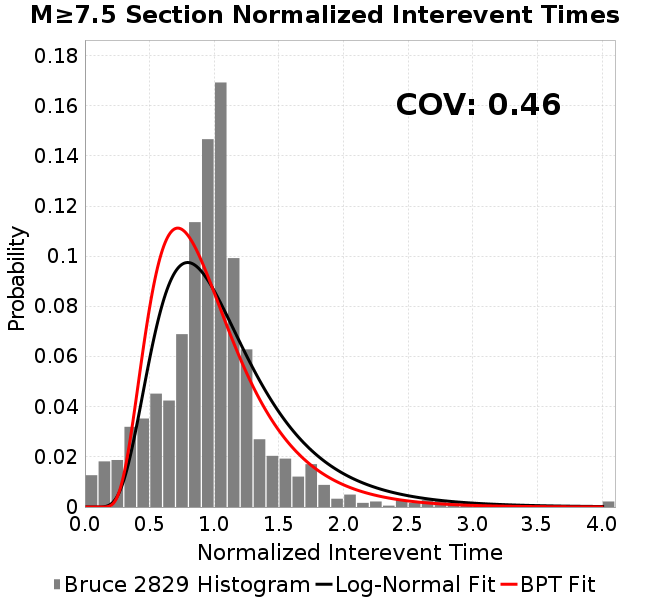 M≥7.5 Section Normalized Interevent Times
COV: 0.46
Probability
0.18
0.16
0.14
0.12
0.1
0.08
0.06
0.04
0.02
0
0.0 0.5 1.0 1.5 2.0 2.5 3.0 3.5 4.0
Normalized Interevent Time
Bruce 2829 Histogram Log-Normal Fit BPT Fit